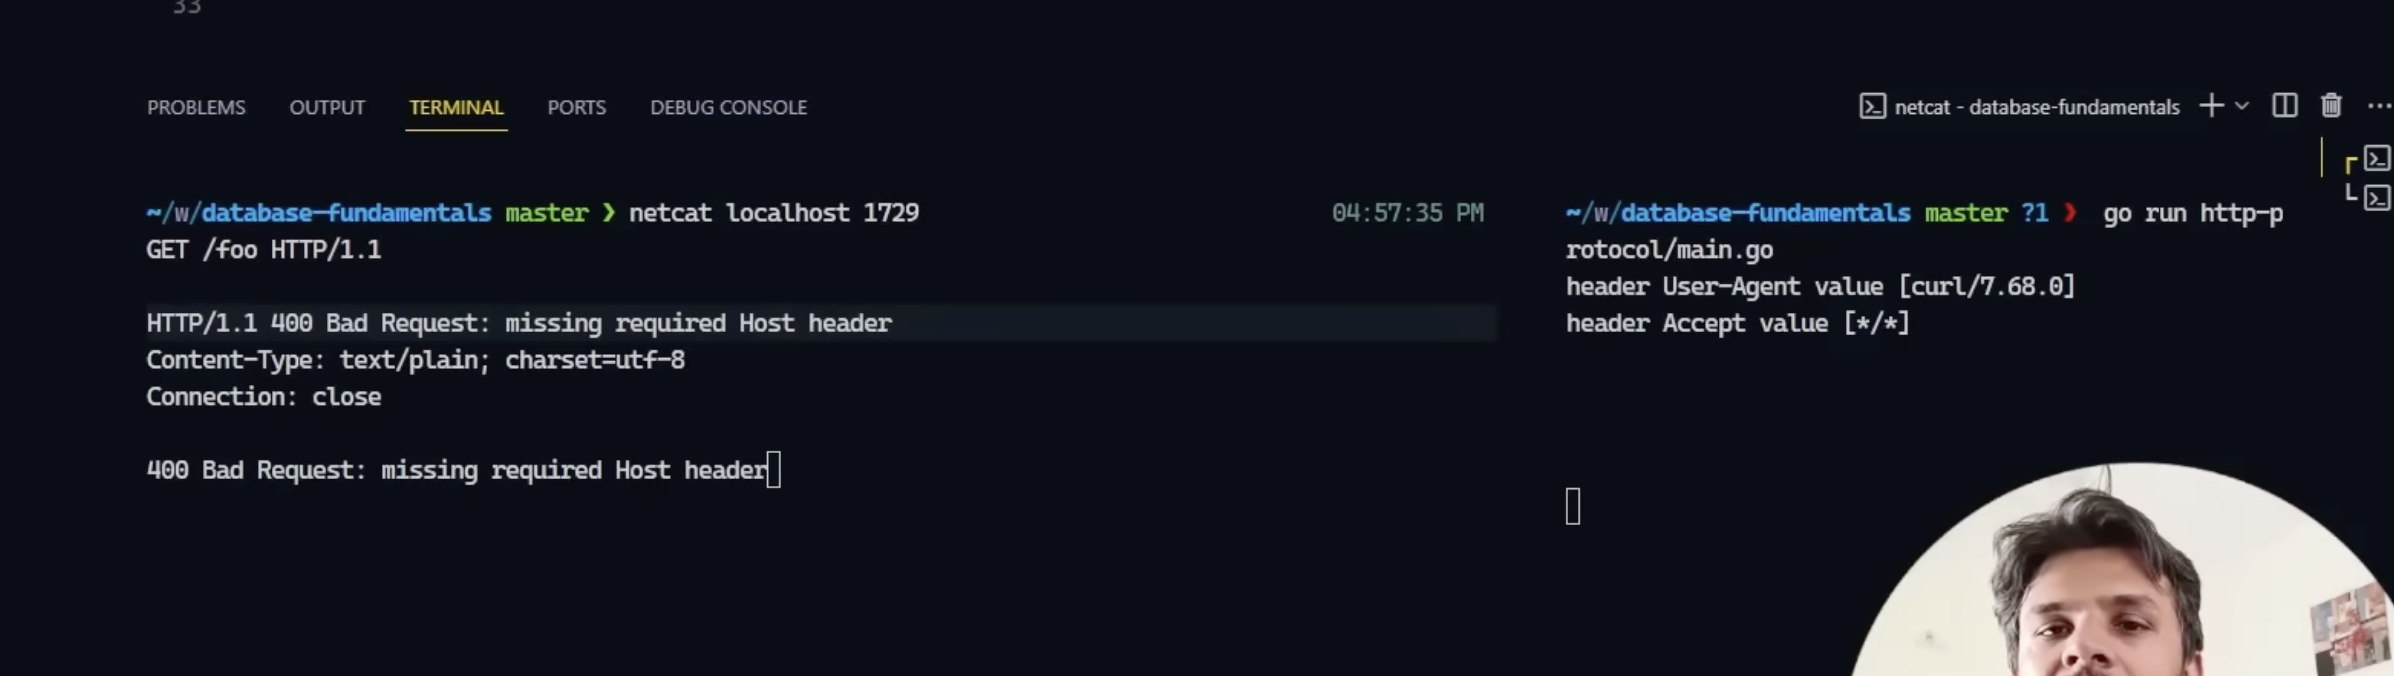 33
PROBLEMS OUTPUT TERMINAL PORTS DEBUG CONSOLE netcat - database-fundamentals
~/w/database-fundamentals master ❯ netcat localhost 1729 04:57:35 PM
GET /foo HTTP/1.1
HTTP/1.1 400 Bad Request: missing required Host header
Content-Type: text/plain; charset=utf-8
Connection: close
400 Bad Request: missing required Host header
~/w/database-fundamentals master ?1 ❯ go run http-p
rotocol/main.go
header User-Agent value [curl/7.68.0]
header Accept value [*/*]